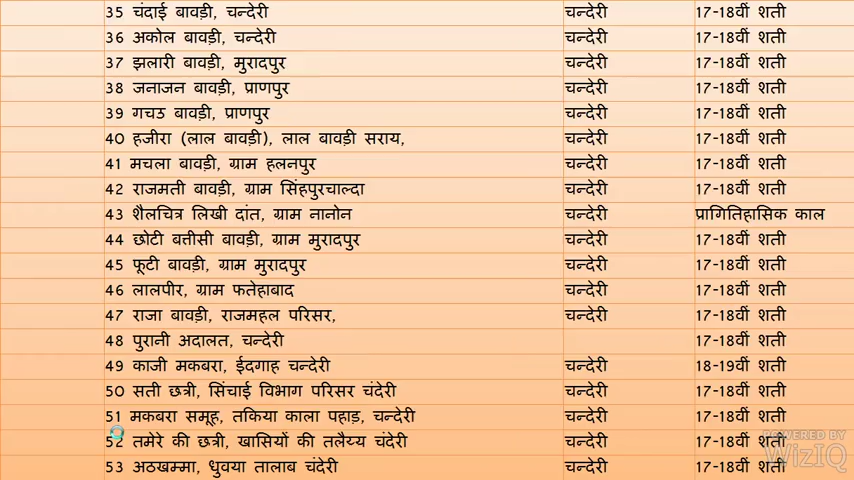 35 चंदाई बावड़ी, चन्देरी चन्देरी 17-18वीं शती
36 अकोल बावड़ी, चन्देरी चन्देरी 17-18वीं शती
37 झलारी बावड़ी, मुरादपुर चन्देरी 17-18वीं शती
38 जनाजन बावड़ी, प्राणपुर चन्देरी 17-18वीं शती
39 गचउ बावड़ी, प्राणपुर चन्देरी 17-18वीं शती
40 हजीरा (लाल बावड़ी), लाल बावड़ी सराय, चन्देरी 17-18वीं शती
41 मचला बावड़ी, ग्राम हलनपुर चन्देरी 17-18वीं शती
42 राजमती बावड़ी, ग्राम सिंहपुरचाल्दा चन्देरी 17-18वीं शती
43 शैलचित्र लिखी दांत, ग्राम नानोन चन्देरी प्रागितिहासिक काल
44 छोटी बत्तीसी बावड़ी, ग्राम मुरादपुर चन्देरी 17-18वीं शती
45 फूटी बावड़ी, ग्राम मुरादपुर चन्देरी 17-18वीं शती
46 लालपीर, ग्राम फतेहाबाद चन्देरी 17-18वीं शती
47 राजा बावड़ी, राजमहल परिसर, चन्देरी 17-18वीं शती
48 पुरानी अदालत, चन्देरी 17-18वीं शती
49 काजी मकबरा, ईदगाह चन्देरी चन्देरी 18-19वीं शती
50 सती छत्री, सिंचाई विभाग परिसर चंदेरी चन्देरी 17-18वीं शती
51 मकबरा समूह, तकिया काला पहाड़, चन्देरी चन्देरी 17-18वीं शती
52 तमेरे की छत्री, खासियों की तलैय्य चंदेरी चन्देरी 17-18वीं शती
53 अठखम्मा, धुवया तालाब चंदेरी चन्देरी 17-18वीं शती
POWERED BY
WizIQ